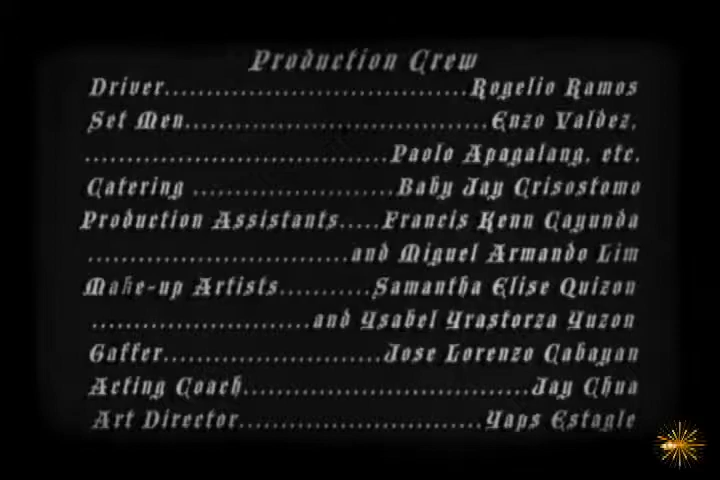 Production Crew
Driver...................................Rogelio Ramos
Set Men...................................Enzo Valdez,
...................................Paolo Apagalang, etc.
Catering .......................Baby Jay Crisostomo
Production Assistants.....Francis Kenn Cayunda
..............................and Miguel Armando Lim
Make-up Artists...........Samantha Elise Quizon
.........................and Ysabel Yrastorza Yuzon
Gaffer.........................Jose Lorenzo Cabayan
Acting Coach.................................Jay Chua
Art Director............................Yaps Estagle